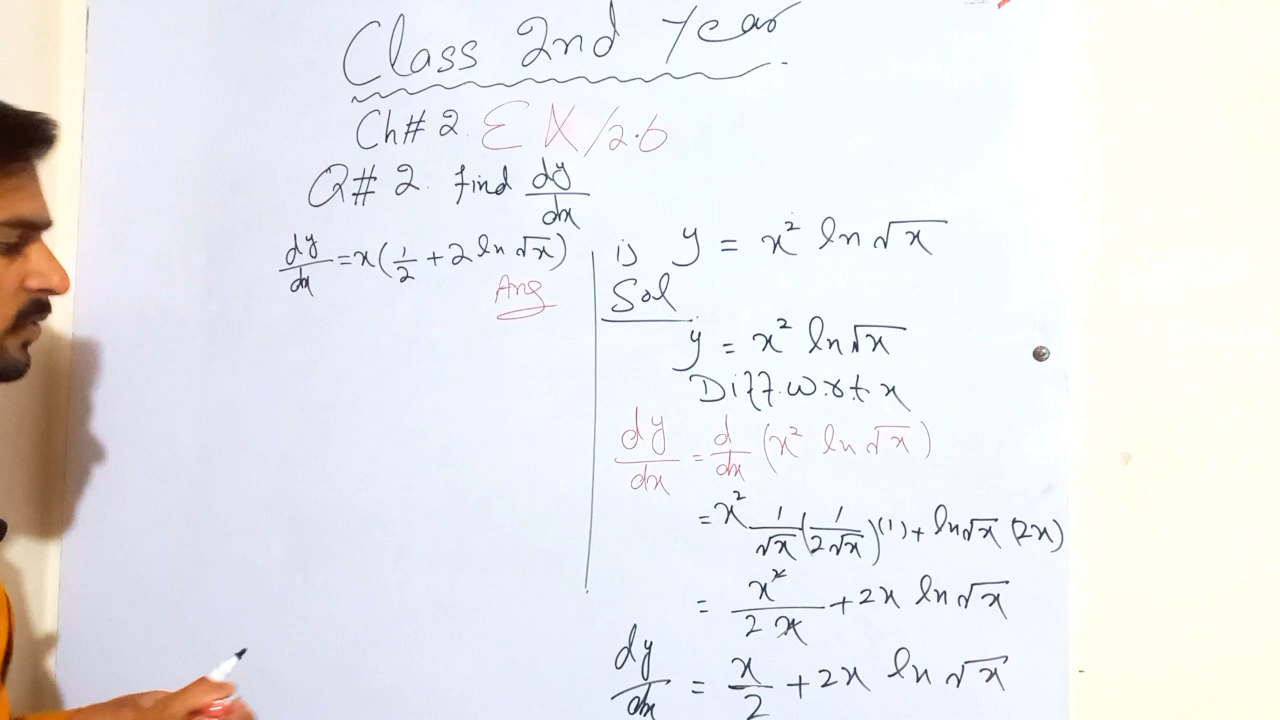 Class 2nd Year
Ch# 2 EX/2.6
Q# 2. find dy/dx
is y = x² ln √x
Sol
y = x² ln √x
Diff. w.r.t x
dy/dx = d/dx (x² ln √x)
= x² 1/√x (1/2√x) (1) + ln √x (2x)
= x²/2x + 2x ln √x
dy/dx = x/2 + 2x ln √x
dy/dx = x(1/2 + 2 ln √x)
Ans